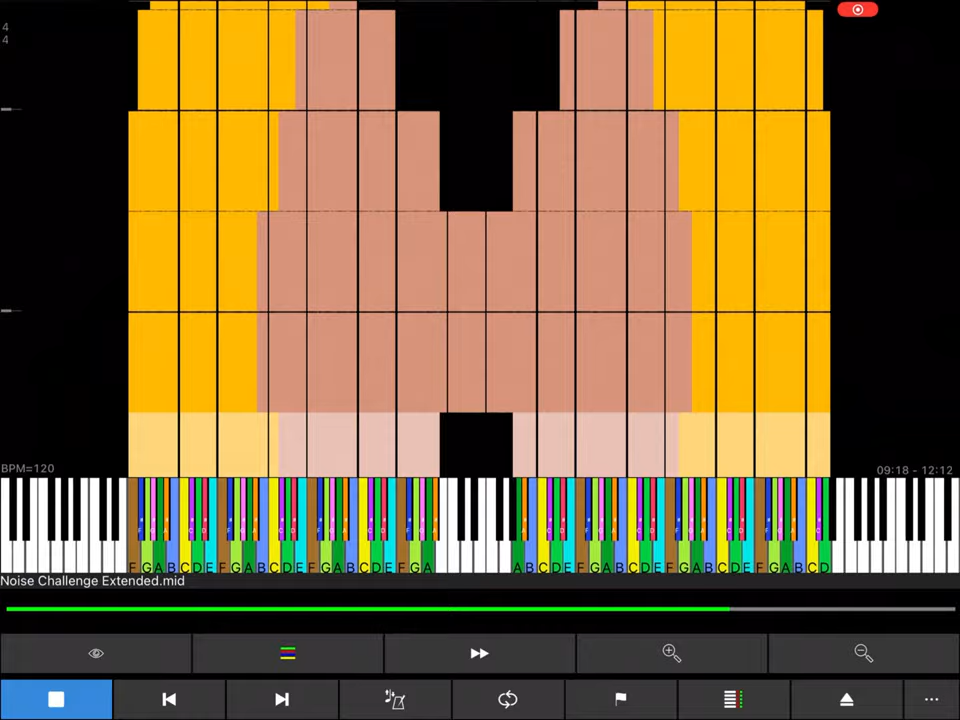 4
4
BPM=120
09:18 - 12:12
F G A B C D E F G A B C D E F G A B C D E F G A A B C D E F G A B C D E F G A B C D E F G A B C D
Noise Challenge Extended.mid